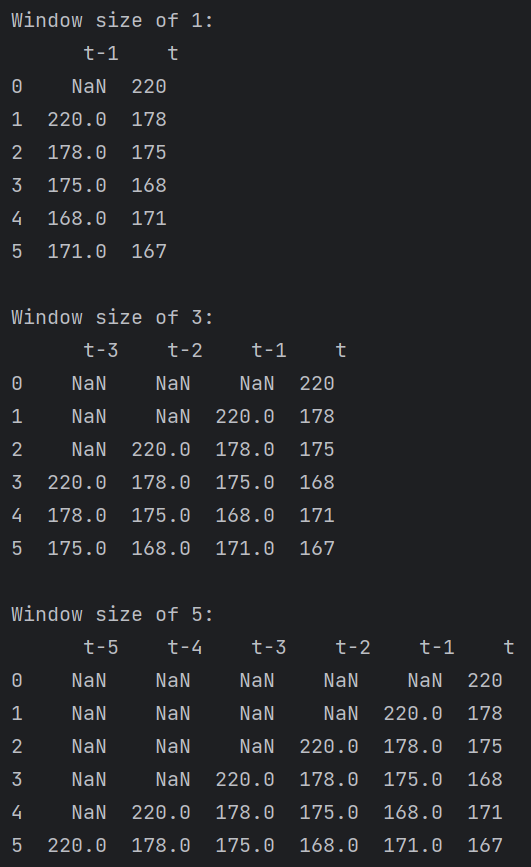 Window size of 1:
     t-1    t
0    NaN  220
1  220.0  178
2  178.0  175
3  175.0  168
4  168.0  171
5  171.0  167

Window size of 3:
     t-3    t-2    t-1    t
0    NaN    NaN    NaN  220
1    NaN    NaN  220.0  178
2    NaN  220.0  178.0  175
3  220.0  178.0  175.0  168
4  178.0  175.0  168.0  171
5  175.0  168.0  171.0  167

Window size of 5:
     t-5    t-4    t-3    t-2    t-1    t
0    NaN    NaN    NaN    NaN    NaN  220
1    NaN    NaN    NaN    NaN  220.0  178
2    NaN    NaN    NaN  220.0  178.0  175
3    NaN    NaN  220.0  178.0  175.0  168
4    NaN  220.0  178.0  175.0  168.0  171
5  220.0  178.0  175.0  168.0  171.0  167